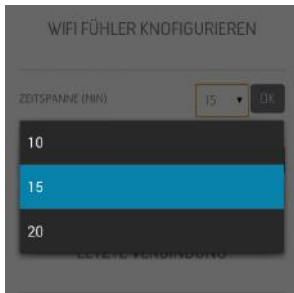 WIFI FÜHLER KNOFIGURIEREN
ZEITSPANNE (MIN) 15 OK
10
15
20
LETZTE VERBINDUNG